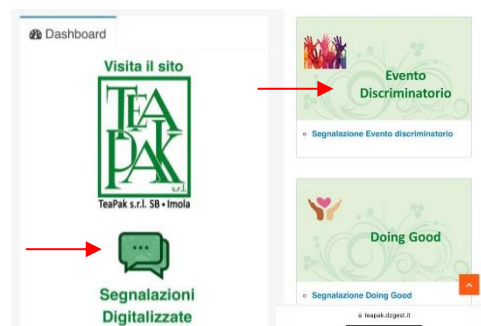 Dashboard
Visita il sito
TEA
PAK
s.r.l.
TeaPak s.r.l. SB • Imola
Segnalazioni
Digitalizzate
Evento
Discriminatorio
Segnalazione Evento discriminatorio
Doing Good
Segnalazione Doing Good
teapak.dzgest.it